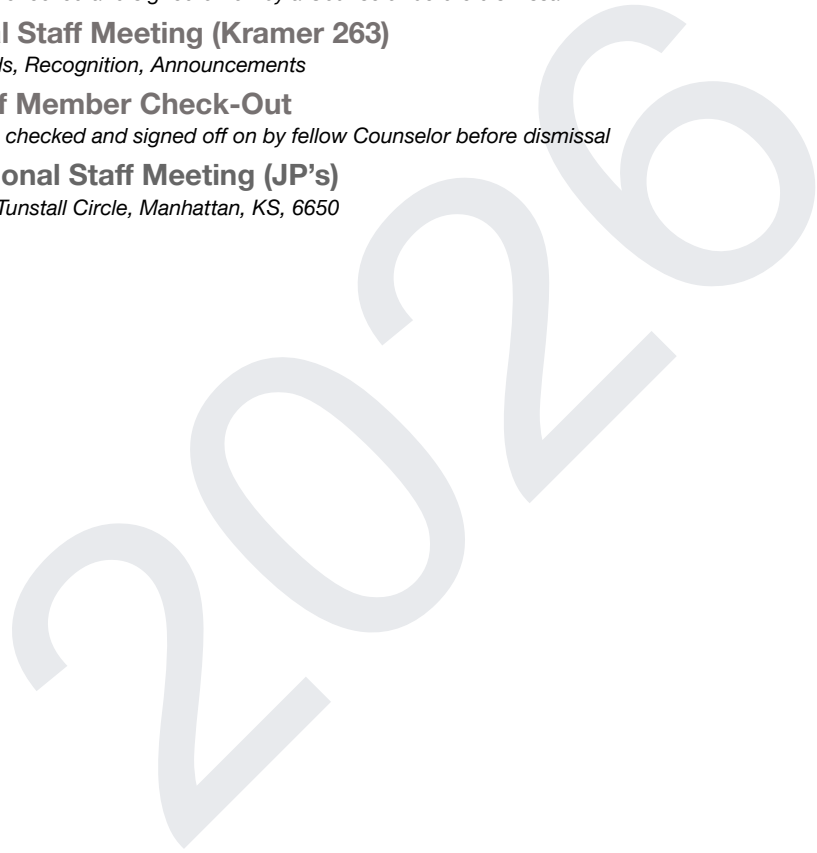 l Staff Meeting (Kramer 263)
ls, Recognition, Announcements
f Member Check-Out
checked and signed off on by fellow Counselor before dismissal
onal Staff Meeting (JP’s)
Tunstall Circle, Manhattan, KS, 6650
2026